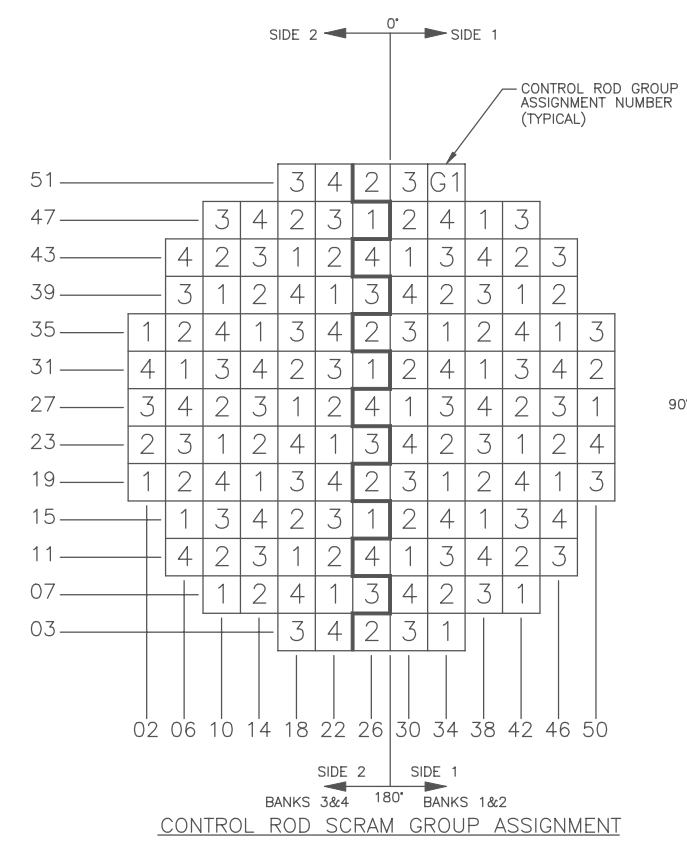 0°
SIDE 2 SIDE 1
CONTROL ROD GROUP
ASSIGNMENT NUMBER
(TYPICAL)
51 3 4 2 3 G1
47 3 4 2 3 1 2 4 1 3
43 4 2 3 1 2 4 1 3 4 2 3
39 3 1 2 4 1 3 4 2 3 1 2
35 1 2 4 1 3 4 2 3 1 2 4 1 3
31 4 1 3 4 2 3 1 2 4 1 3 4 2
27 3 4 2 3 1 2 4 1 3 4 2 3 1
90°
23 2 3 1 2 4 1 3 4 2 3 1 2 4
19 1 2 4 1 3 4 2 3 1 2 4 1 3
15 1 3 4 2 3 1 2 4 1 3 4
11 4 2 3 1 2 4 1 3 4 2 3
07 1 2 4 1 3 4 2 3 1
03 3 4 2 3 1
02 06 10 14 18 22 26 30 34 38 42 46 50
SIDE 2 SIDE 1
BANKS 3&4 180° BANKS 1&2
CONTROL ROD SCRAM GROUP ASSIGNMENT